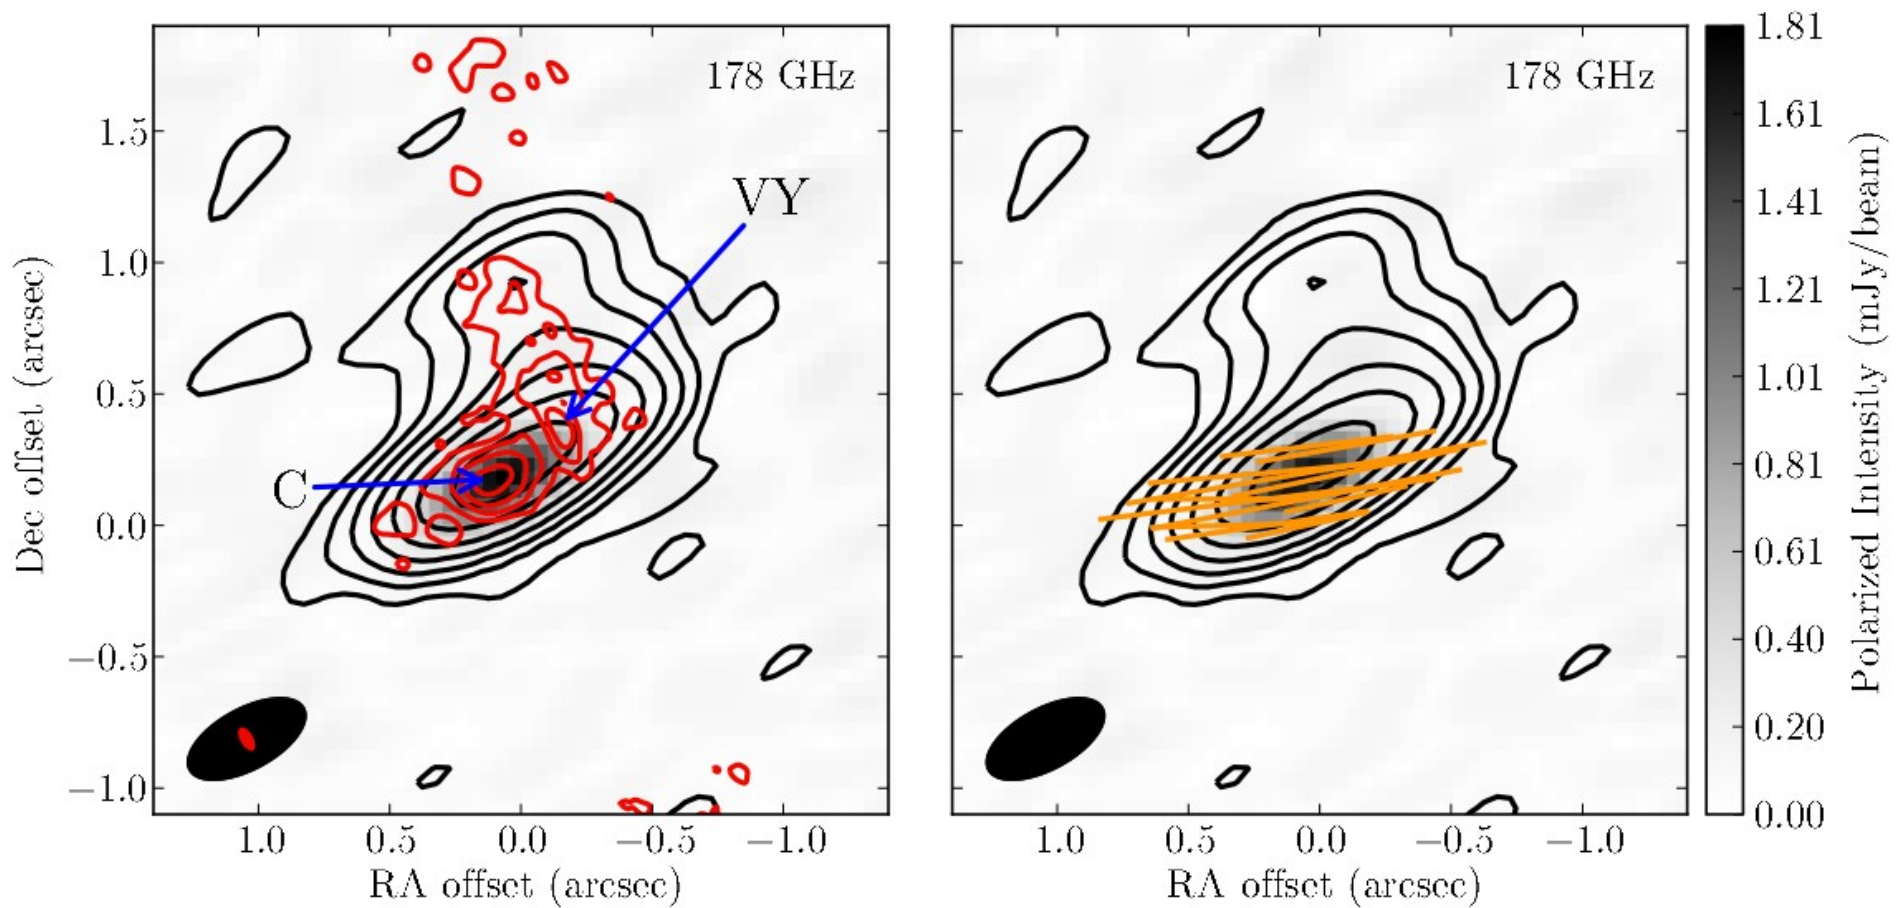 178 GHz
VY
C
Dec offset (arcsec)
1.5
1.0
0.5
0.0
−0.5
−1.0
1.0 0.5 0.0 −0.5 −1.0
RA offset (arcsec)
178 GHz
1.0 0.5 0.0 −0.5 −1.0
RA offset (arcsec)
1.81
1.61
1.41
1.21
1.01
0.81
0.61
0.40
0.20
0.00
Polarized Intensity (mJy/beam)